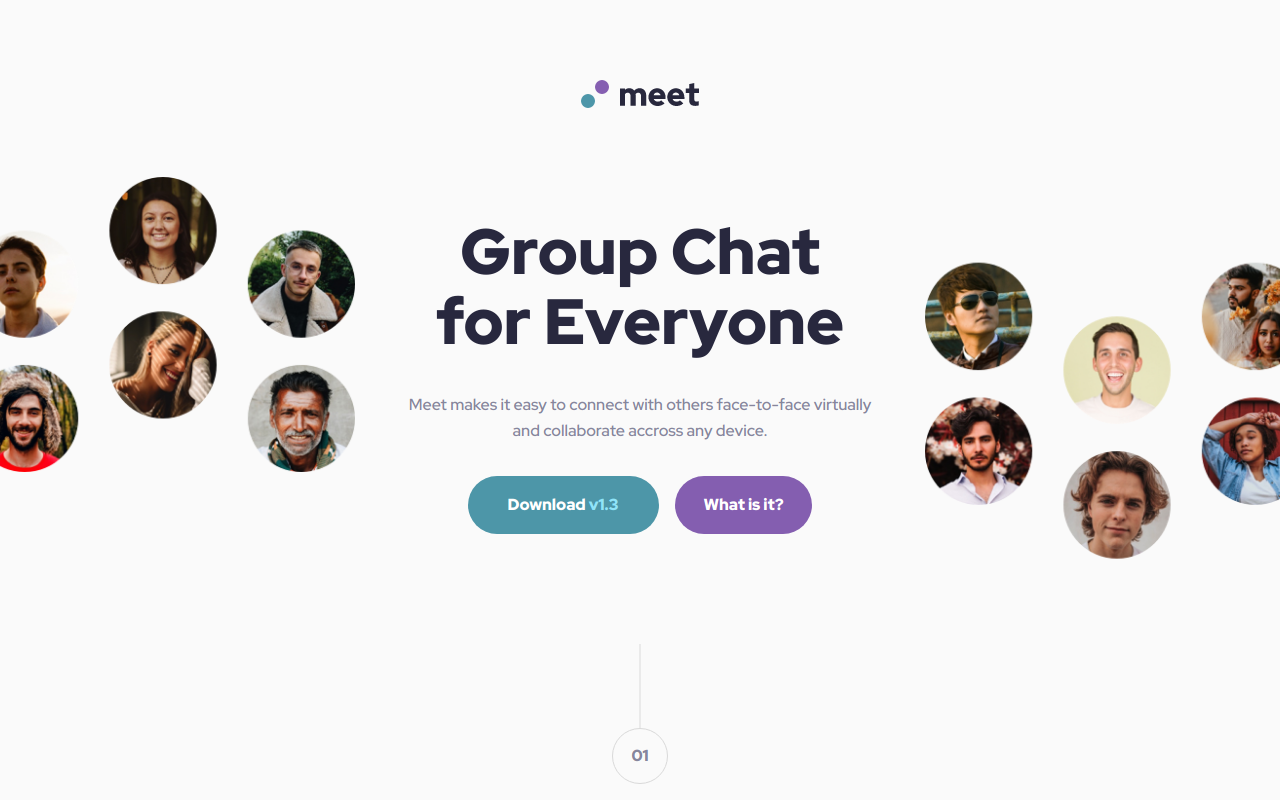 meet
Group Chat
for Everyone
Meet makes it easy to connect with others face-to-face virtually
and collaborate accross any device.
Download v1.3
What is it?
01